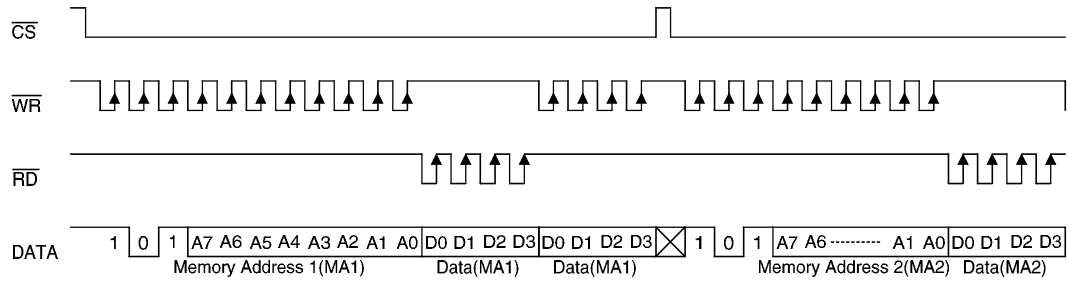 CS
WR
RD
DATA 1 0 1 A7 A6 A5 A4 A3 A2 A1 A0 D0 D1 D2 D3 D0 D1 D2 D3 1 0 1 A7 A6 --------- A1 A0 D0 D1 D2 D3
Memory Address 1(MA1) Data(MA1) Data(MA1) Memory Address 2(MA2) Data(MA2)